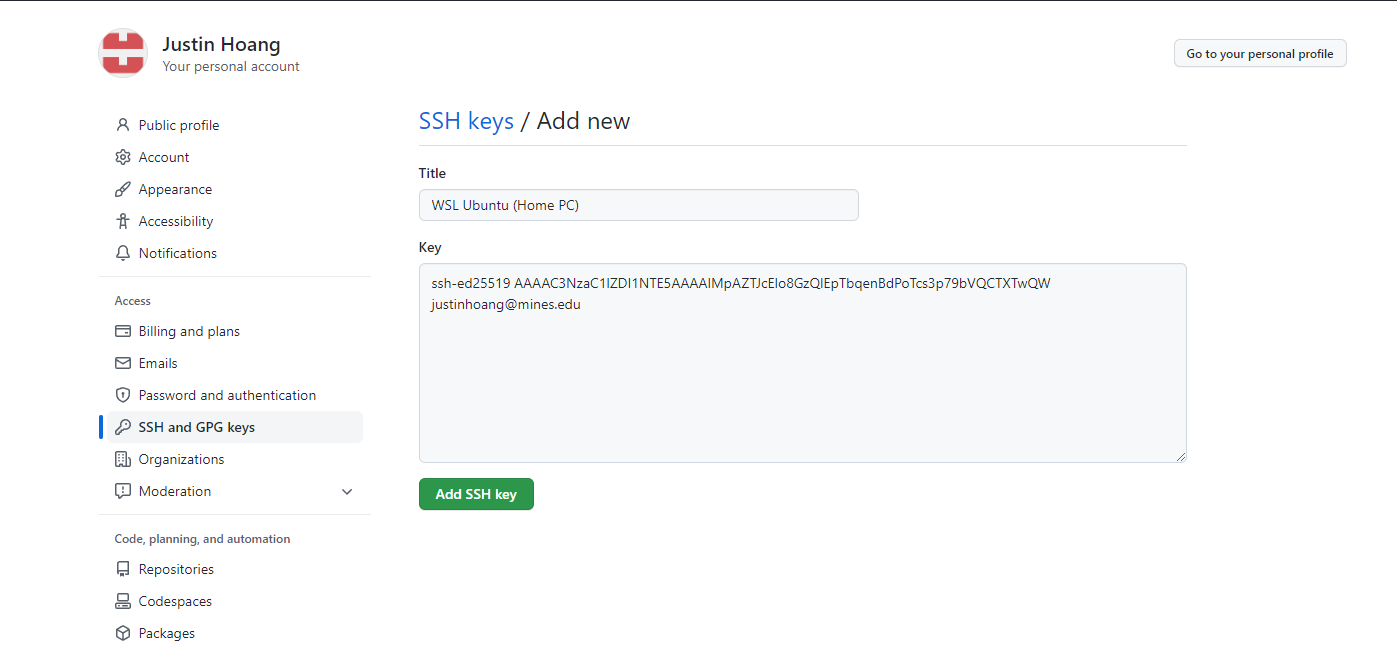 Justin Hoang
Your personal account
Go to your personal profile
Public profile
Account
Appearance
Accessibility
Notifications
Access
Billing and plans
Emails
Password and authentication
SSH and GPG keys
Organizations
Moderation
Code, planning, and automation
Repositories
Codespaces
Packages
SSH keys / Add new
Title
WSL Ubuntu (Home PC)
Key
ssh-ed25519 AAAAC3NzaC1lZDI1NTE5AAAAIMpAZTJcEIo8GzQIEpTbqenBdPoTcs3p79bVQCTXTwQW
justinhoang@mines.edu
Add SSH key